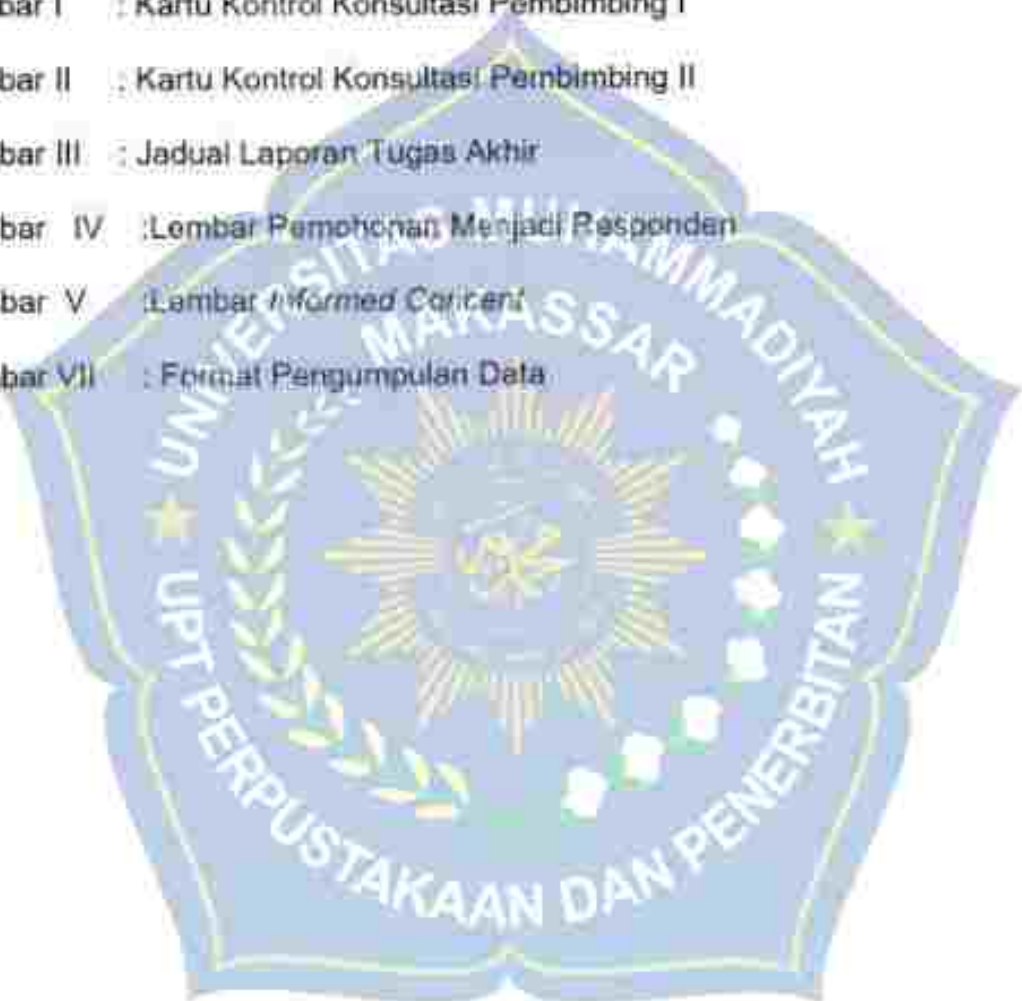 bar I : Kartu Kontrol Konsultasi Pembimbing I
bar II : Kartu Kontrol Konsultasi Pembimbing II
bar III : Jadual Laporan Tugas Akhir
bar IV :Lembar Pemohonan Menjadi Responden
bar V :Lembar Informed Concent
bar VII : Format Pengumpulan Data
UNIVERSITAS MUHAMMADIYAH
MAKASSAR
UPT PERPUSTAKAAN DAN PENERBITAN